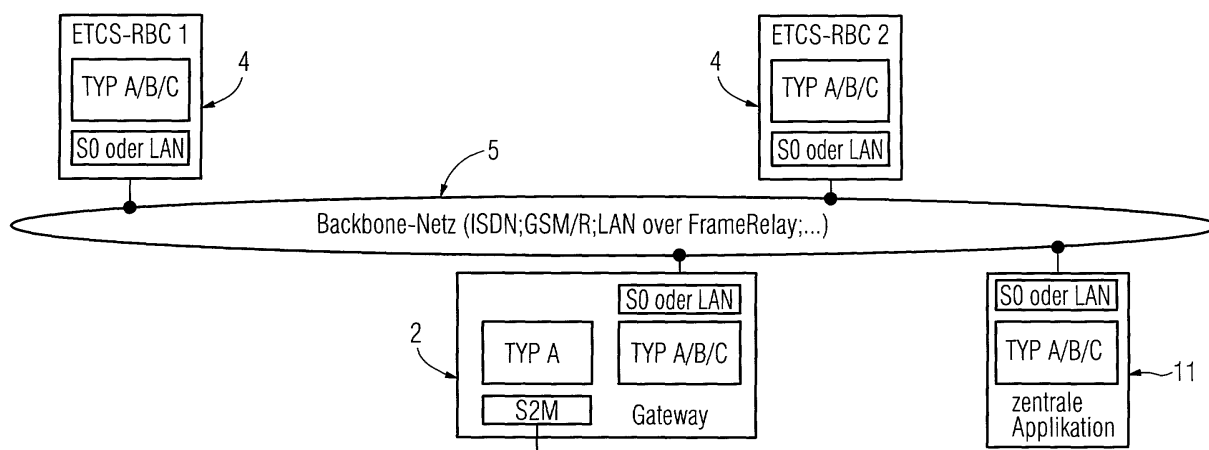 ETCS-RBC 1
TYP A/B/C
S0 oder LAN
4
ETCS-RBC 2
TYP A/B/C
S0 oder LAN
4
5
Backbone-Netz (ISDN;GSM/R;LAN over FrameRelay;...)
S0 oder LAN
TYP A
TYP A/B/C
S2M
Gateway
2
S0 oder LAN
TYP A/B/C
zentrale
Applikation
11